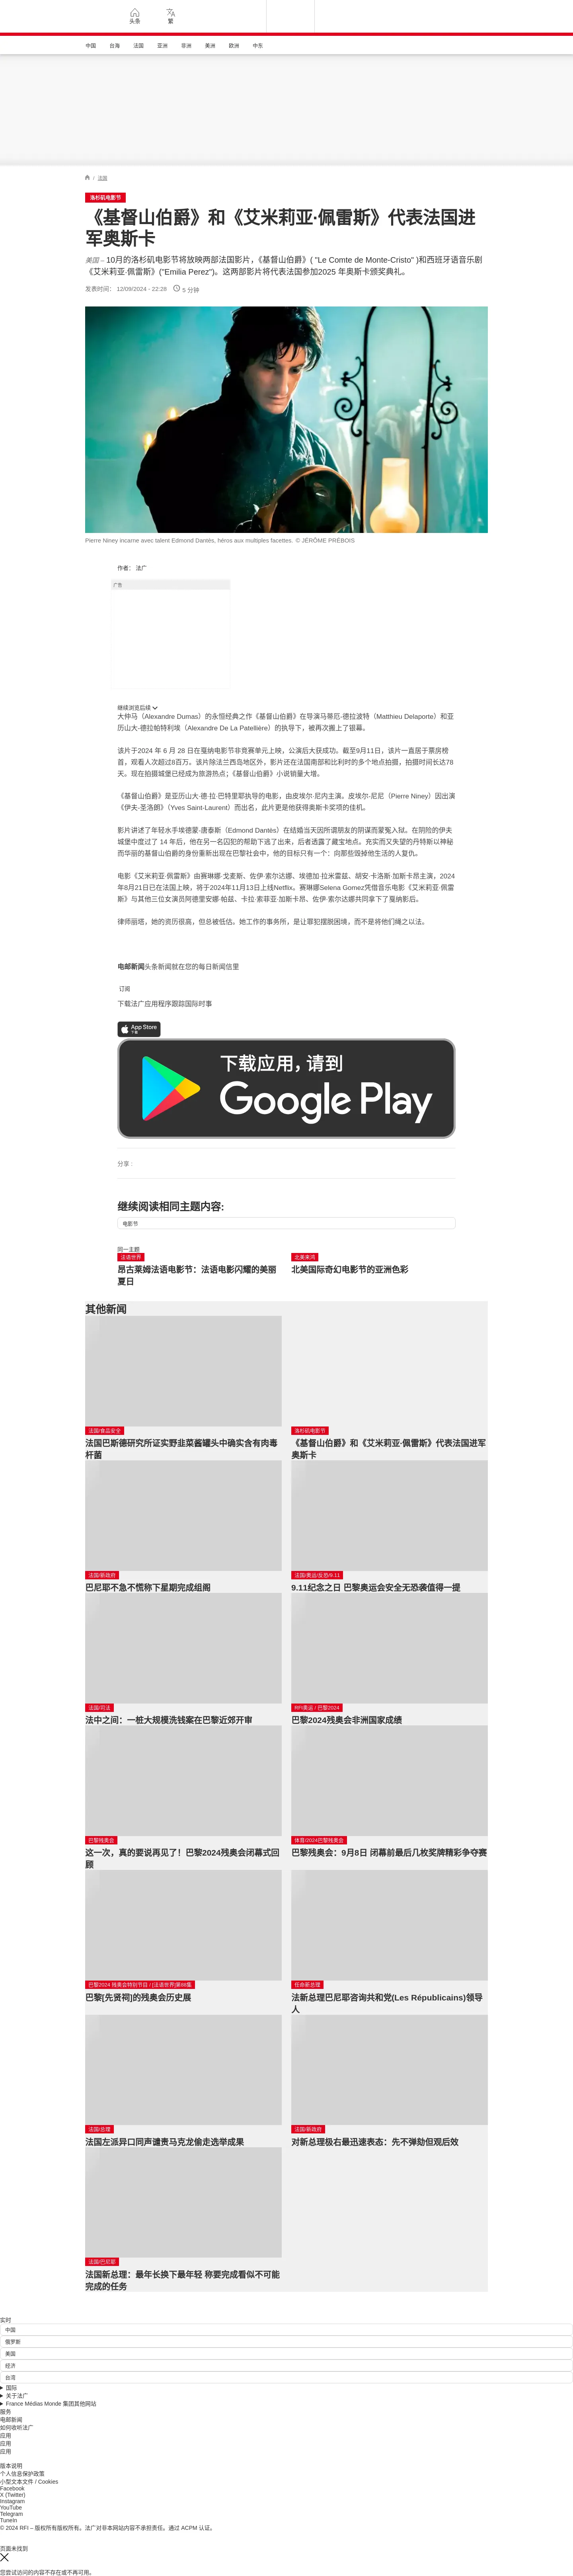 头条
繁
中国
台海
法国
亚洲
非洲
美洲
欧洲
中东
/ 法国
洛杉矶电影节
《基督山伯爵》和《艾米莉亚·佩雷斯》代表法国进
军奥斯卡
美国 – 10月的洛杉矶电影节将放映两部法国影片，《基督山伯爵》( "Le Comte de Monte-Cristo" )和西班牙语音乐剧
《艾米莉亚·佩雷斯》("Emilia Perez")。这两部影片将代表法国参加2025 年奥斯卡颁奖典礼。
发表时间： 12/09/2024 - 22:28
5 分钟
Pierre Niney incarne avec talent Edmond Dantès, héros aux multiples facettes. © JÉRÔME PRÉBOIS
作者： 法广
广告
继续浏览后续
大仲马（Alexandre Dumas）的永恒经典之作《基督山伯爵》在导演马蒂厄-德拉波特（Matthieu Delaporte）和亚
历山大-德拉帕特利埃（Alexandre De La Patellière）的执导下，被再次搬上了银幕。
该片于2024 年 6 月 28 日在戛纳电影节非竞赛单元上映，公演后大获成功。截至9月11日，该片一直居于票房榜
首，观看人次超过8百万。该片除法兰西岛地区外，影片还在法国南部和比利时的多个地点拍摄，拍摄时间长达78
天。现在拍摄城堡已经成为旅游热点;《基督山伯爵》小说销量大增。
《基督山伯爵》是亚历山大-德·拉·巴特里耶执导的电影，由皮埃尔·尼内主演。皮埃尔·尼尼（Pierre Niney）因出演
《伊夫-圣洛朗》（Yves Saint-Laurent）而出名，此片更是他获得奥斯卡奖项的佳机。
影片讲述了年轻水手埃德蒙-唐泰斯（Edmond Dantès）在结婚当天因所谓朋友的阴谋而蒙冤入狱。在阴险的伊夫
城堡中度过了 14 年后，他在另一名囚犯的帮助下逃了出来，后者透露了藏宝地点。充实而又失望的丹特斯以神秘
而华丽的基督山伯爵的身份重新出现在巴黎社会中，他的目标只有一个：向那些毁掉他生活的人复仇。
电影《艾米莉亚·佩雷斯》由赛琳娜·戈麦斯、佐伊·索尔达娜、埃德加·拉米雷兹、胡安·卡洛斯·加斯卡昂主演，2024
年8月21日已在法国上映，将于2024年11月13日上线Netflix。赛琳娜Selena Gomez凭借音乐电影《艾米莉亚·佩雷
斯》与其他三位女演员阿德里安娜·帕兹、卡拉·索菲亚·加斯卡昂、佐伊·索尔达娜共同拿下了戛纳影后。
律师丽塔，她的资历很高，但总被低估。她工作的事务所，是让罪犯摆脱困境，而不是将他们绳之以法。
电邮新闻头条新闻就在您的每日新闻信里
订阅
下载法广应用程序跟踪国际时事
App Store
下载
下载应用，请到
Google Play
分享 :
继续阅读相同主题内容:
电影节
同一主题
法语世界
昂古莱姆法语电影节：法语电影闪耀的美丽
夏日
北美来鸿
北美国际奇幻电影节的亚洲色彩
其他新闻
法国/食品安全
法国巴斯德研究所证实野韭菜酱罐头中确实含有肉毒
杆菌
洛杉矶电影节
《基督山伯爵》和《艾米莉亚·佩雷斯》代表法国进军
奥斯卡
法国/新政府
巴尼耶不急不慌称下星期完成组阁
法国/奥运/反恐/9.11
9.11纪念之日 巴黎奥运会安全无恐袭值得一提
法国/司法
法中之间：一桩大规模洗钱案在巴黎近郊开审
RFI奥运 / 巴黎2024
巴黎2024残奥会非洲国家成绩
巴黎残奥会
这一次，真的要说再见了！巴黎2024残奥会闭幕式回
顾
体育/2024巴黎残奥会
巴黎残奥会：9月8日 闭幕前最后几枚奖牌精彩争夺赛
巴黎2024 残奥会特别节目 / [法语世界]第88集
巴黎[先贤祠]的残奥会历史展
任命新总理
法新总理巴尼耶咨询共和党(Les Républicains)领导
人
法国/总理
法国左派异口同声谴责马克龙偷走选举成果
法国/新政府
对新总理极右最迅速表态：先不弹劾但观后效
法国/巴尼耶
法国新总理：最年长换下最年轻 称要完成看似不可能
完成的任务
实时
中国
俄罗斯
美国
经济
台湾
国际
关于法广
France Médias Monde 集团其他网站
服务
电邮新闻
如何收听法广
应用
应用
应用
版本说明
个人信息保护政策
小型文本文件 / Cookies
Facebook
X (Twitter)
Instagram
YouTube
Telegram
TuneIn
© 2024 RFI – 版权所有版权所有。法广对非本网站内容不承担责任。通过 ACPM 认证。
页面未找到
您尝试访问的内容不存在或不再可用。